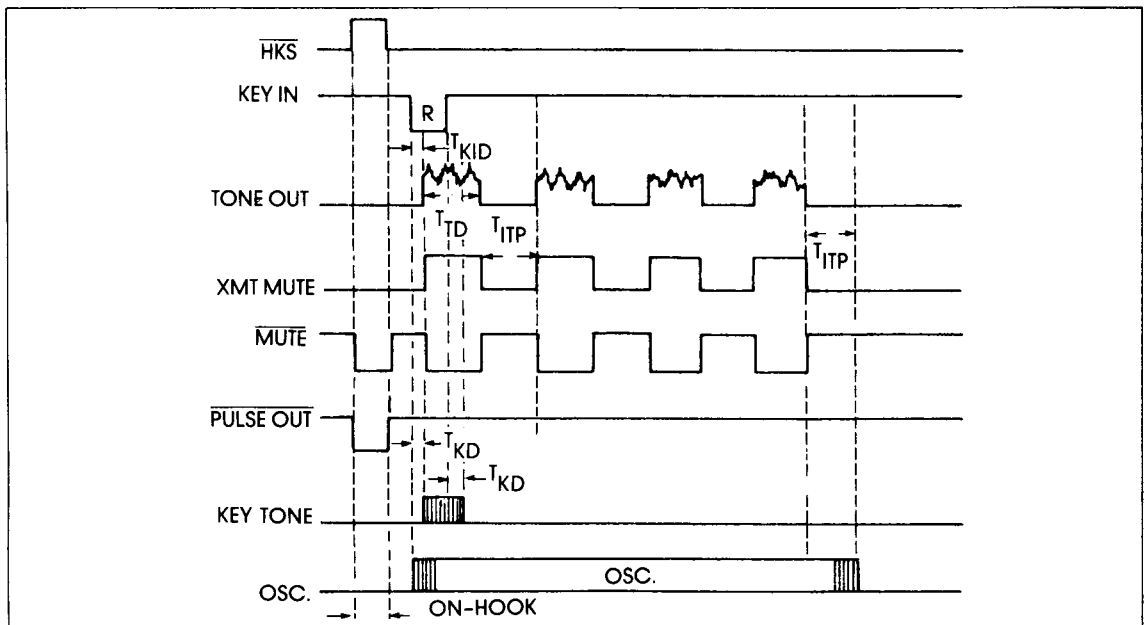 HKS
KEY IN
R
TKID
TONE OUT
TTD
TITP
TITP
XMT MUTE
MUTE
PULSE OUT
TKD
TKD
KEY TONE
OSC.
OSC.
ON-HOOK